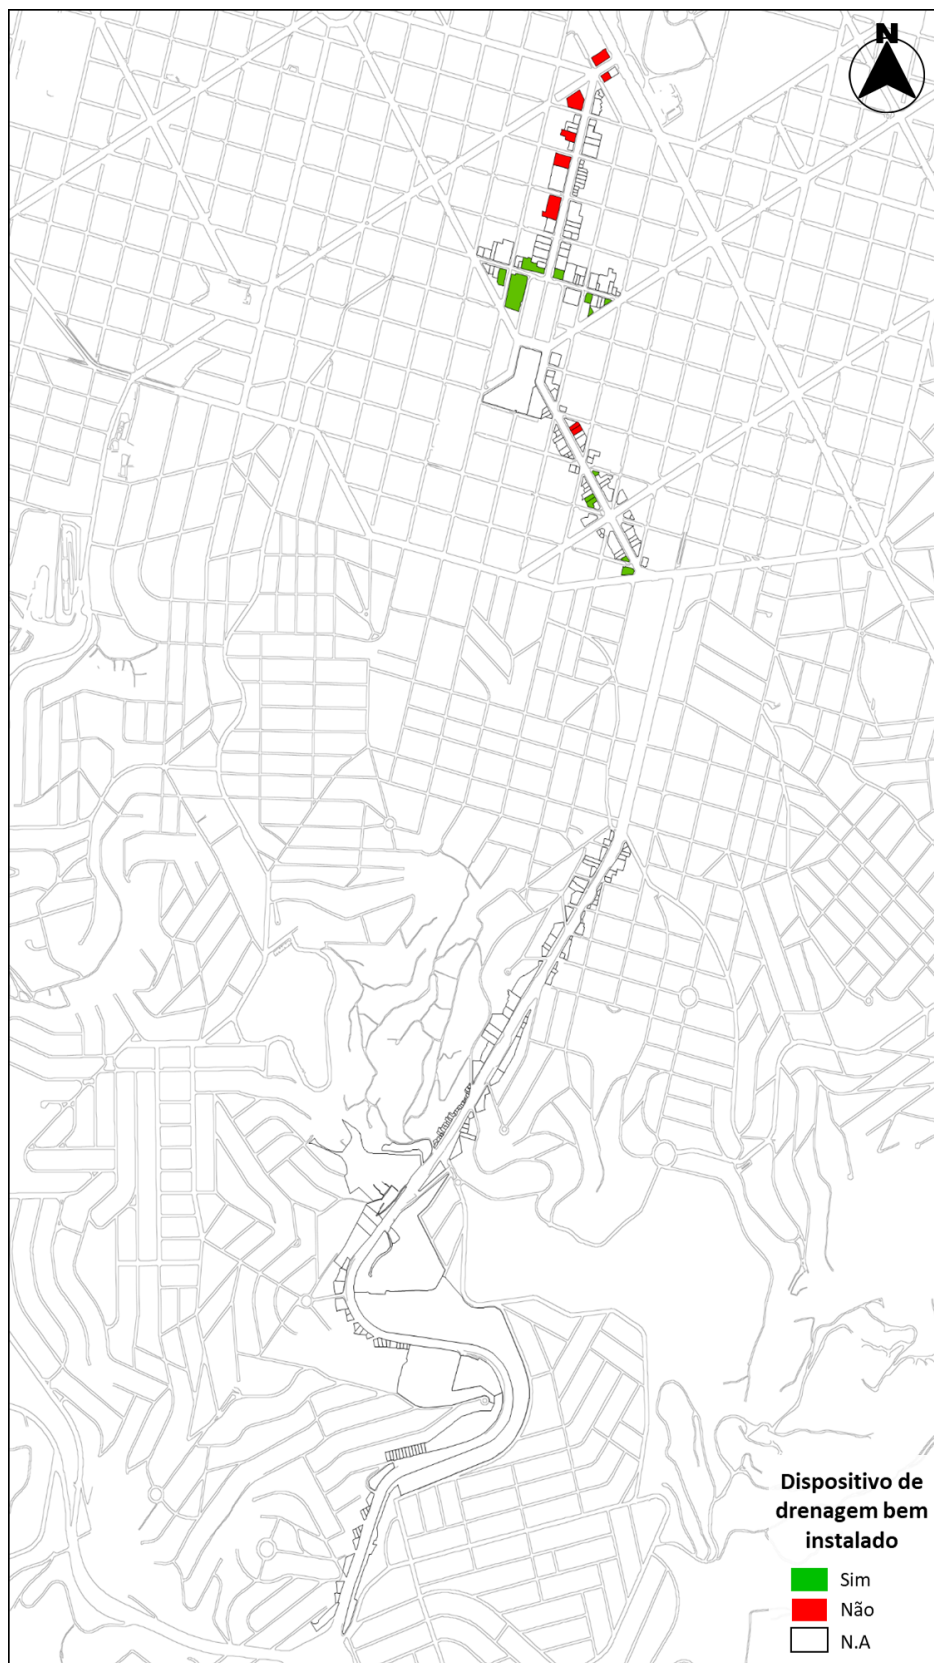 N
Dispositivo de
drenagem bem
instalado
Sim
Não
N.A